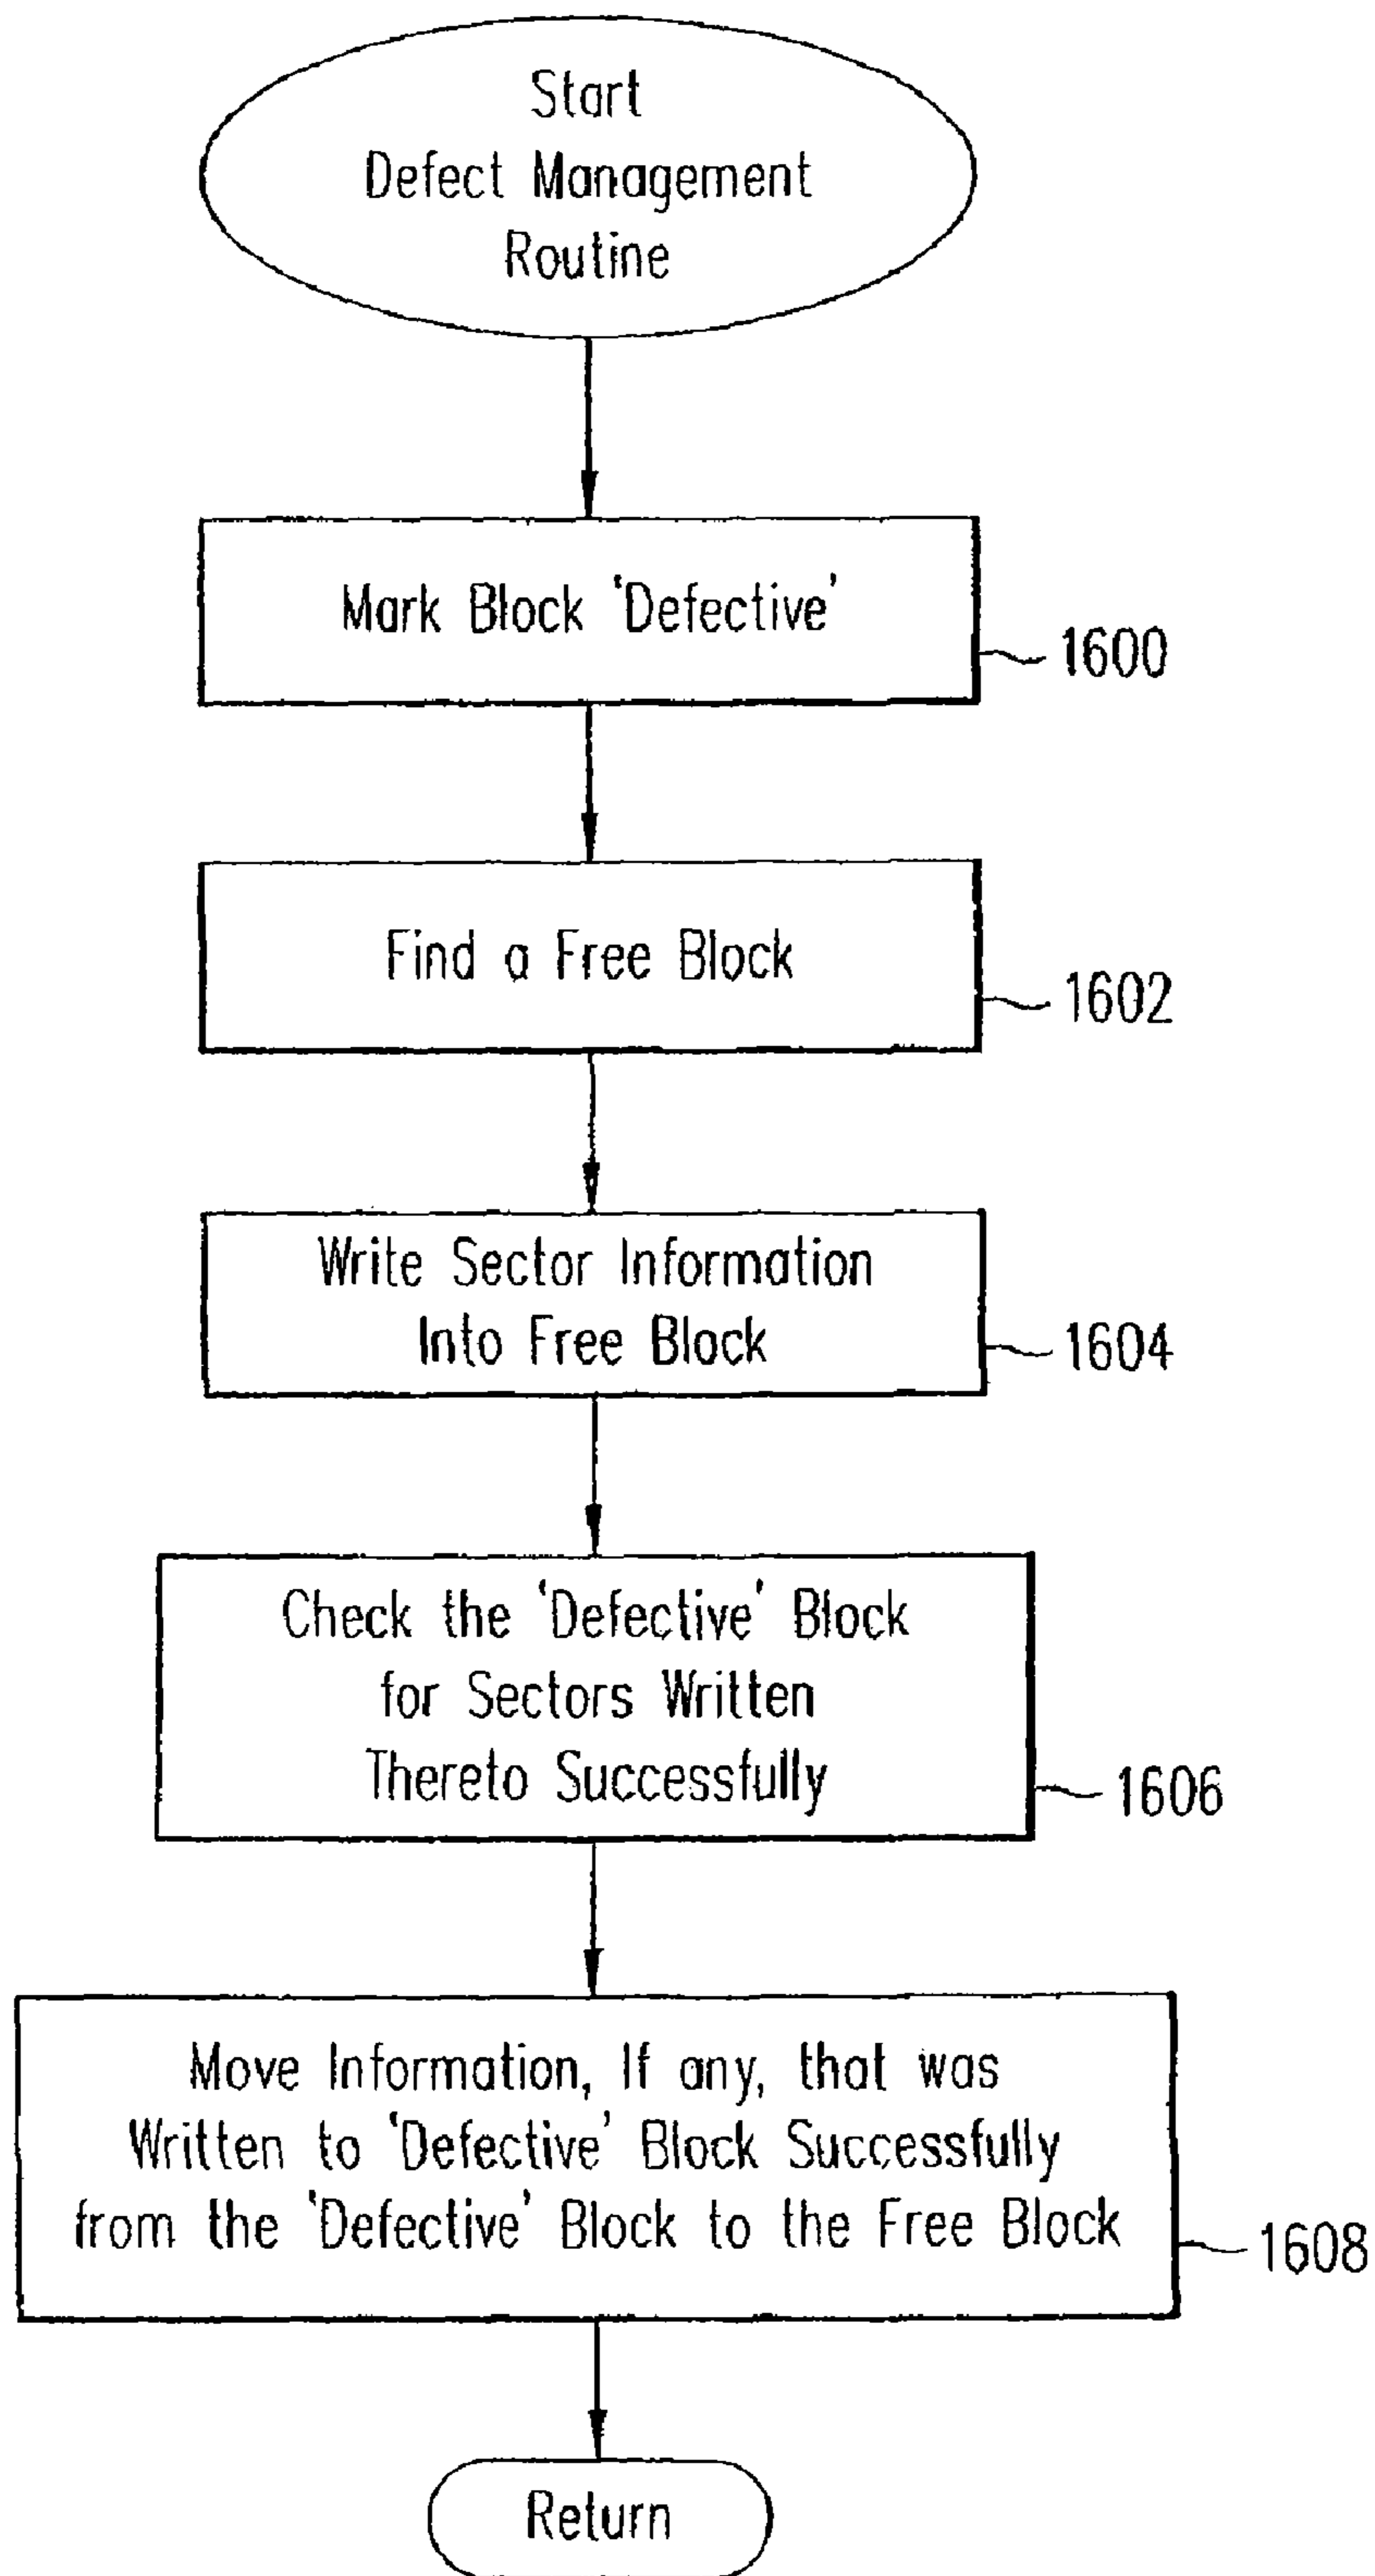 Start
Defect Management
Routine
Mark Block 'Defective'
1600
Find a Free Block
1602
Write Sector Information
Into Free Block
1604
Check the 'Defective' Block
for Sectors Written
Thereto Successfully
1606
Move Information, If any, that was
Written to 'Defective' Block Successfully
from the 'Defective' Block to the Free Block
1608
Return